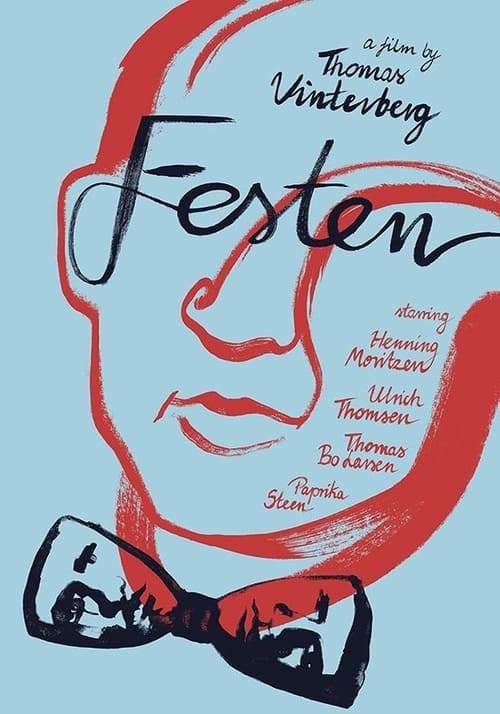 a film by
Thomas
Vinterberg
Festen
starring
Henning
Moritzen
Ulrich
Thomsen
Thomas
Bo Larsen
Paprika
Steen